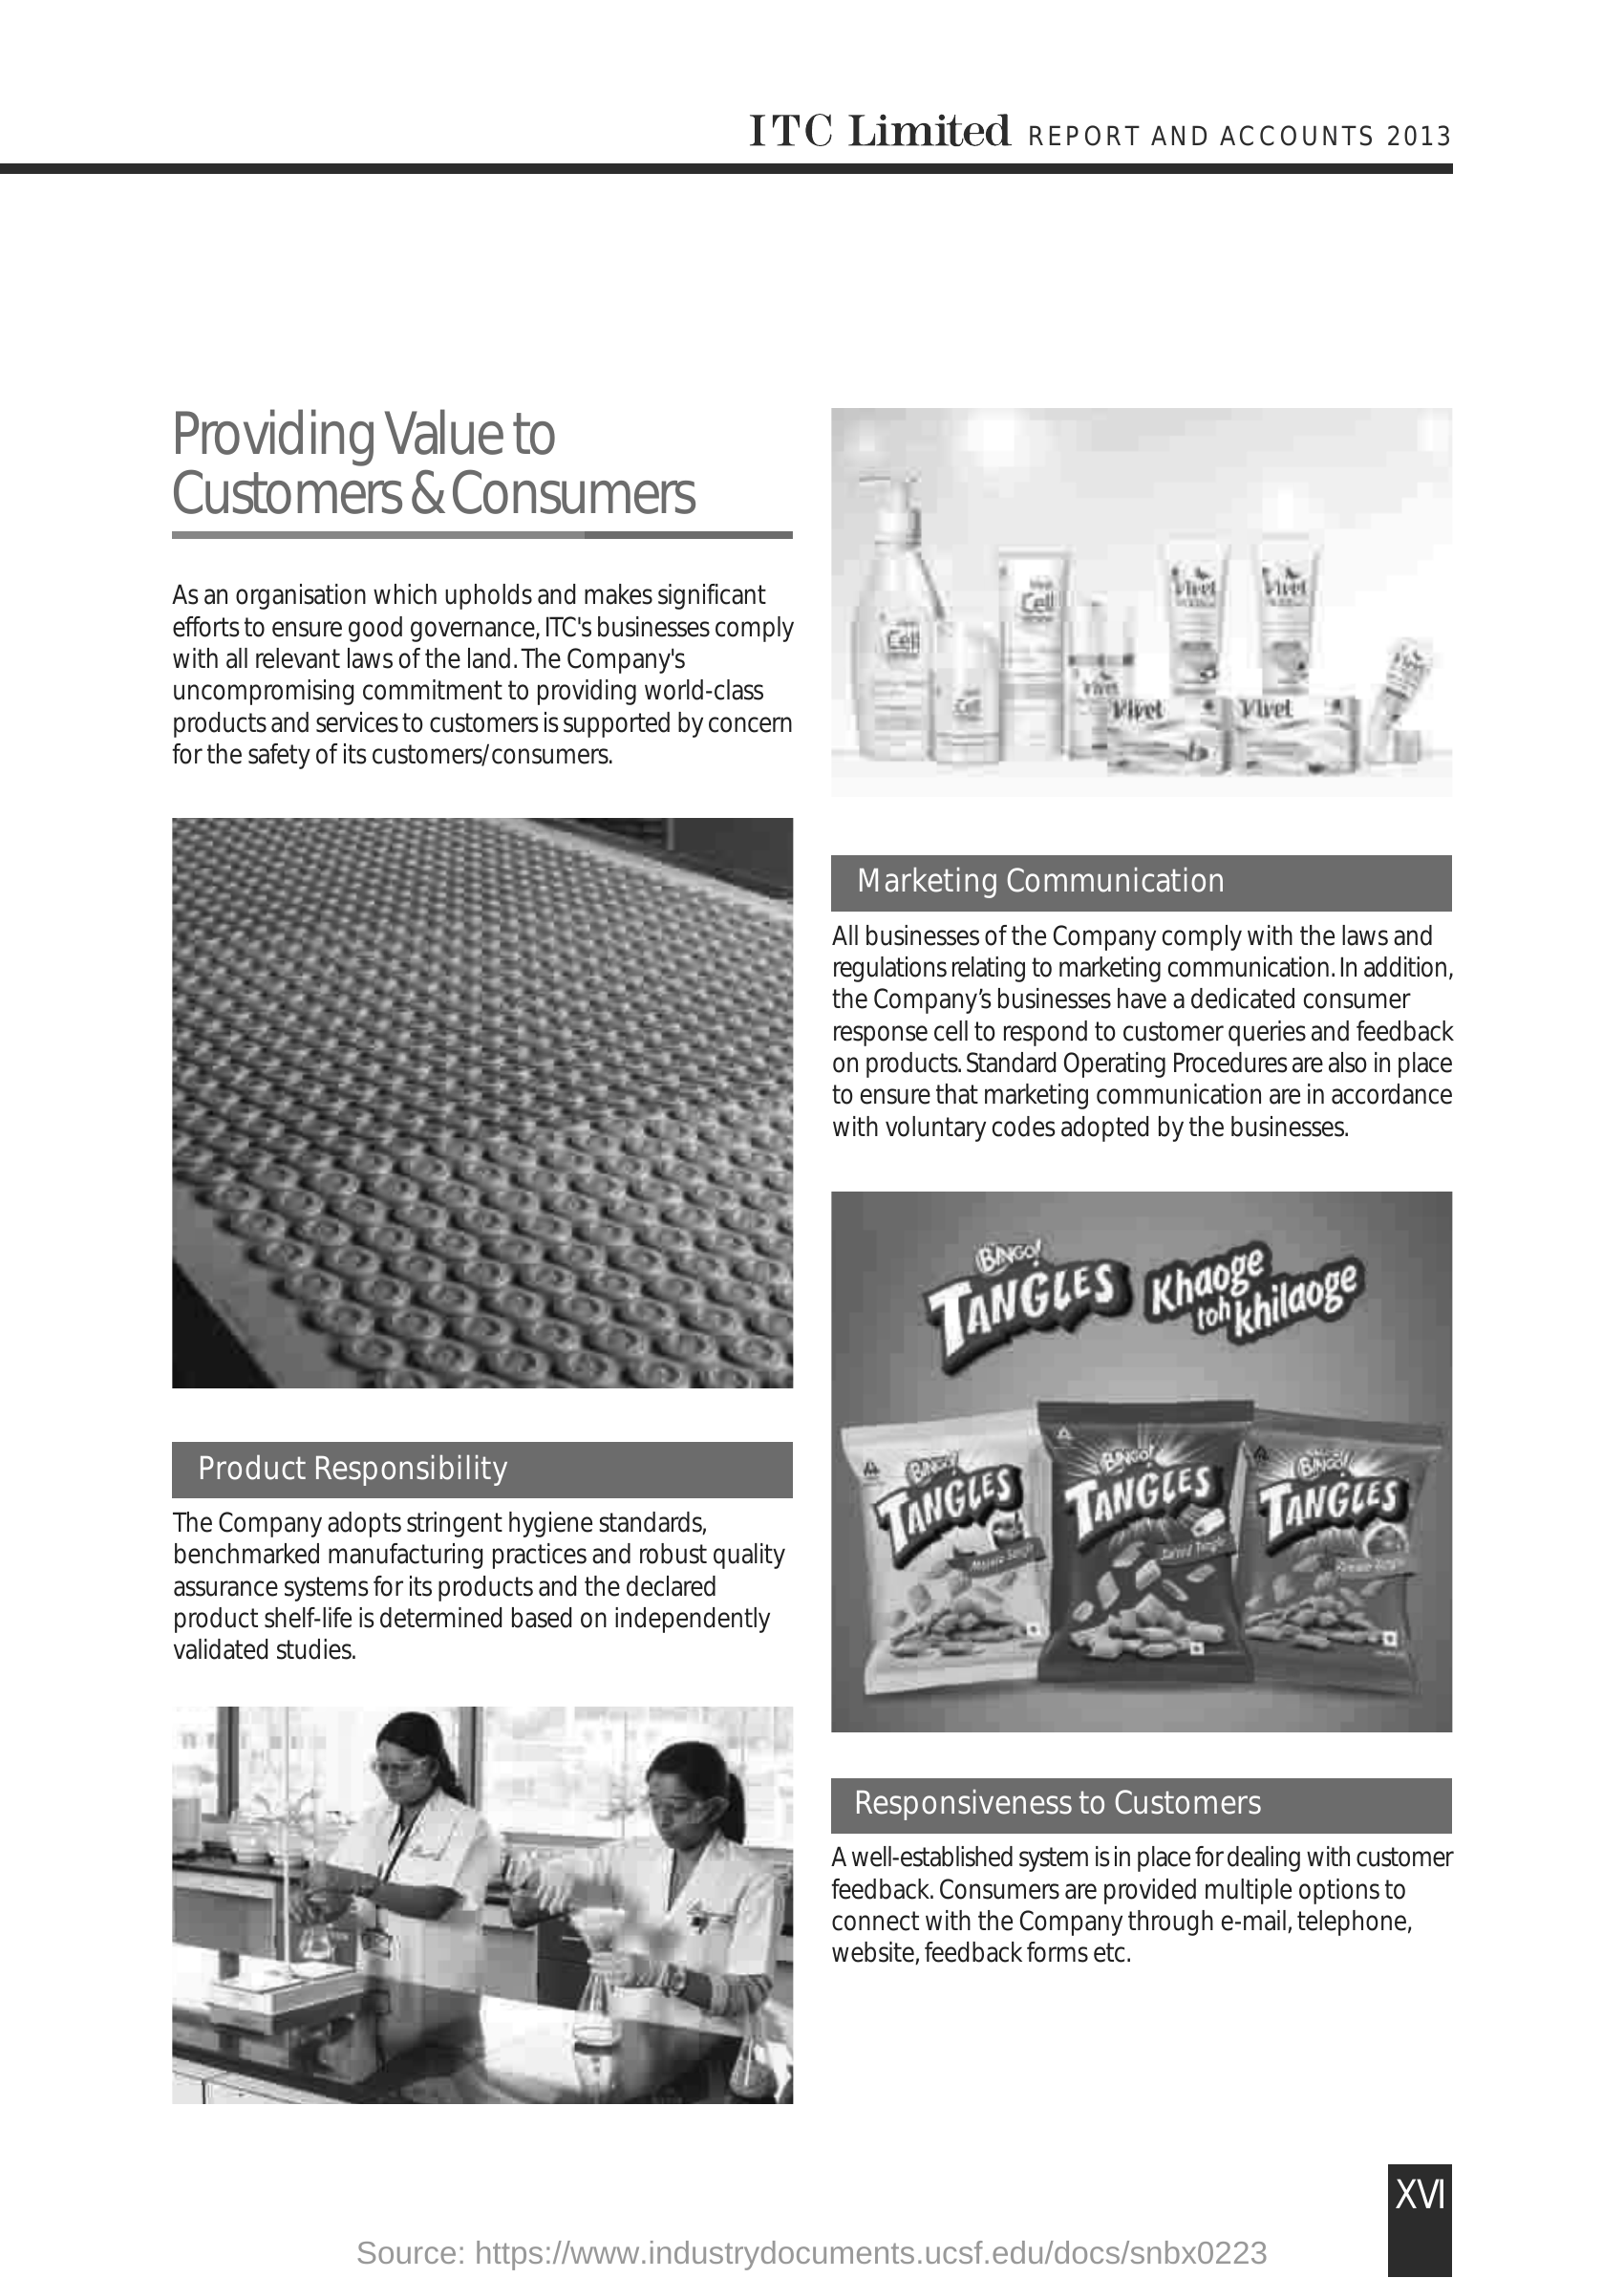 ITC Limited REPORT AND ACCOUNTS 2013
Providing Value to
Customers & Consumers
As an organisation which upholds and makes significant
efforts to ensure good governance, ITC's businesses comply
with all relevant laws of the land. The Company's
uncompromising commitment to providing world-class
products and services to customers is supported by concern
for the safety of its customers/consumers.
Product Responsibility
The Company adopts stringent hygiene standards,
benchmarked manufacturing practices and robust quality
assurance systems for its products and the declared
product shelf-life is determined based on independently
validated studies.
Cell
Cell
Cell
Vivel
Vivel
Vivel
Vivel
Vivel
Marketing Communication
All businesses of the Company comply with the laws and
regulations relating to marketing communication. In addition,
the Company’s businesses have a dedicated consumer
response cell to respond to customer queries and feedback
on products. Standard Operating Procedures are also in place
to ensure that marketing communication are in accordance
with voluntary codes adopted by the businesses.
BINGO!
TANGLES
Khaoge
toh khilaoge
BINGO!
TANGLES
BINGO!
TANGLES
Salted Tangle
BINGO!
TANGLES
Responsiveness to Customers
A well-established system is in place for dealing with customer
feedback. Consumers are provided multiple options to
connect with the Company through e-mail, telephone,
website, feedback forms etc.
XVI
Source: https://www.industrydocuments.ucsf.edu/docs/snbx0223